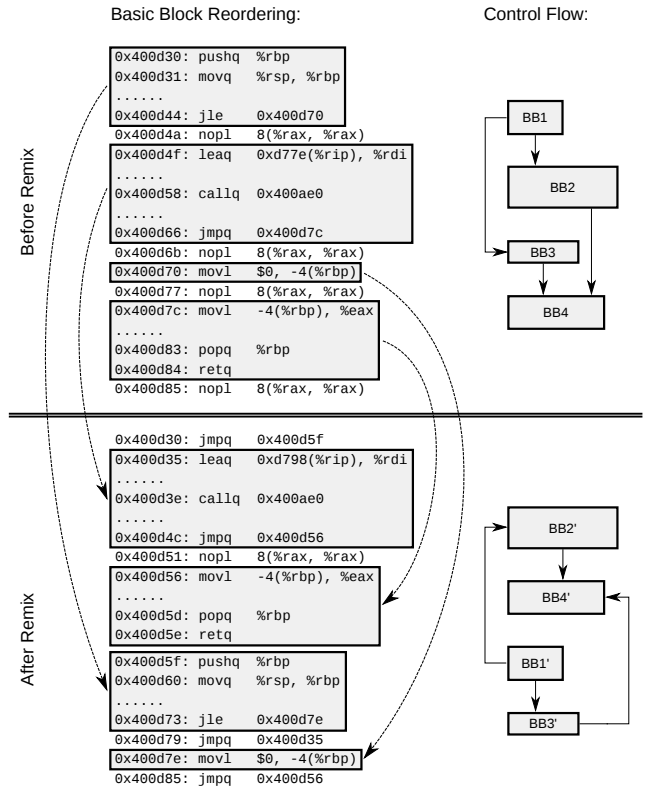 Basic Block Reordering:
Control Flow:
Before Remix
0x400d30: pushq %rbp
0x400d31: movq %rsp, %rbp
......
0x400d44: jle 0x400d70
0x400d4a: nopl 8(%rax, %rax)
0x400d4f: leaq 0xd77e(%rip), %rdi
......
0x400d58: callq 0x400ae0
......
0x400d66: jmpq 0x400d7c
0x400d6b: nopl 8(%rax, %rax)
0x400d70: movl $0, -4(%rbp)
0x400d77: nopl 8(%rax, %rax)
0x400d7c: movl -4(%rbp), %eax
......
0x400d83: popq %rbp
0x400d84: retq
0x400d85: nopl 8(%rax, %rax)
BB1
BB2
BB3
BB4
After Remix
0x400d30: jmpq 0x400d5f
0x400d35: leaq 0xd798(%rip), %rdi
......
0x400d3e: callq 0x400ae0
......
0x400d4c: jmpq 0x400d56
0x400d51: nopl 8(%rax, %rax)
0x400d56: movl -4(%rbp), %eax
......
0x400d5d: popq %rbp
0x400d5e: retq
0x400d5f: pushq %rbp
0x400d60: movq %rsp, %rbp
......
0x400d73: jle 0x400d7e
0x400d79: jmpq 0x400d35
0x400d7e: movl $0, -4(%rbp)
0x400d85: jmpq 0x400d56
BB2'
BB4'
BB1'
BB3'